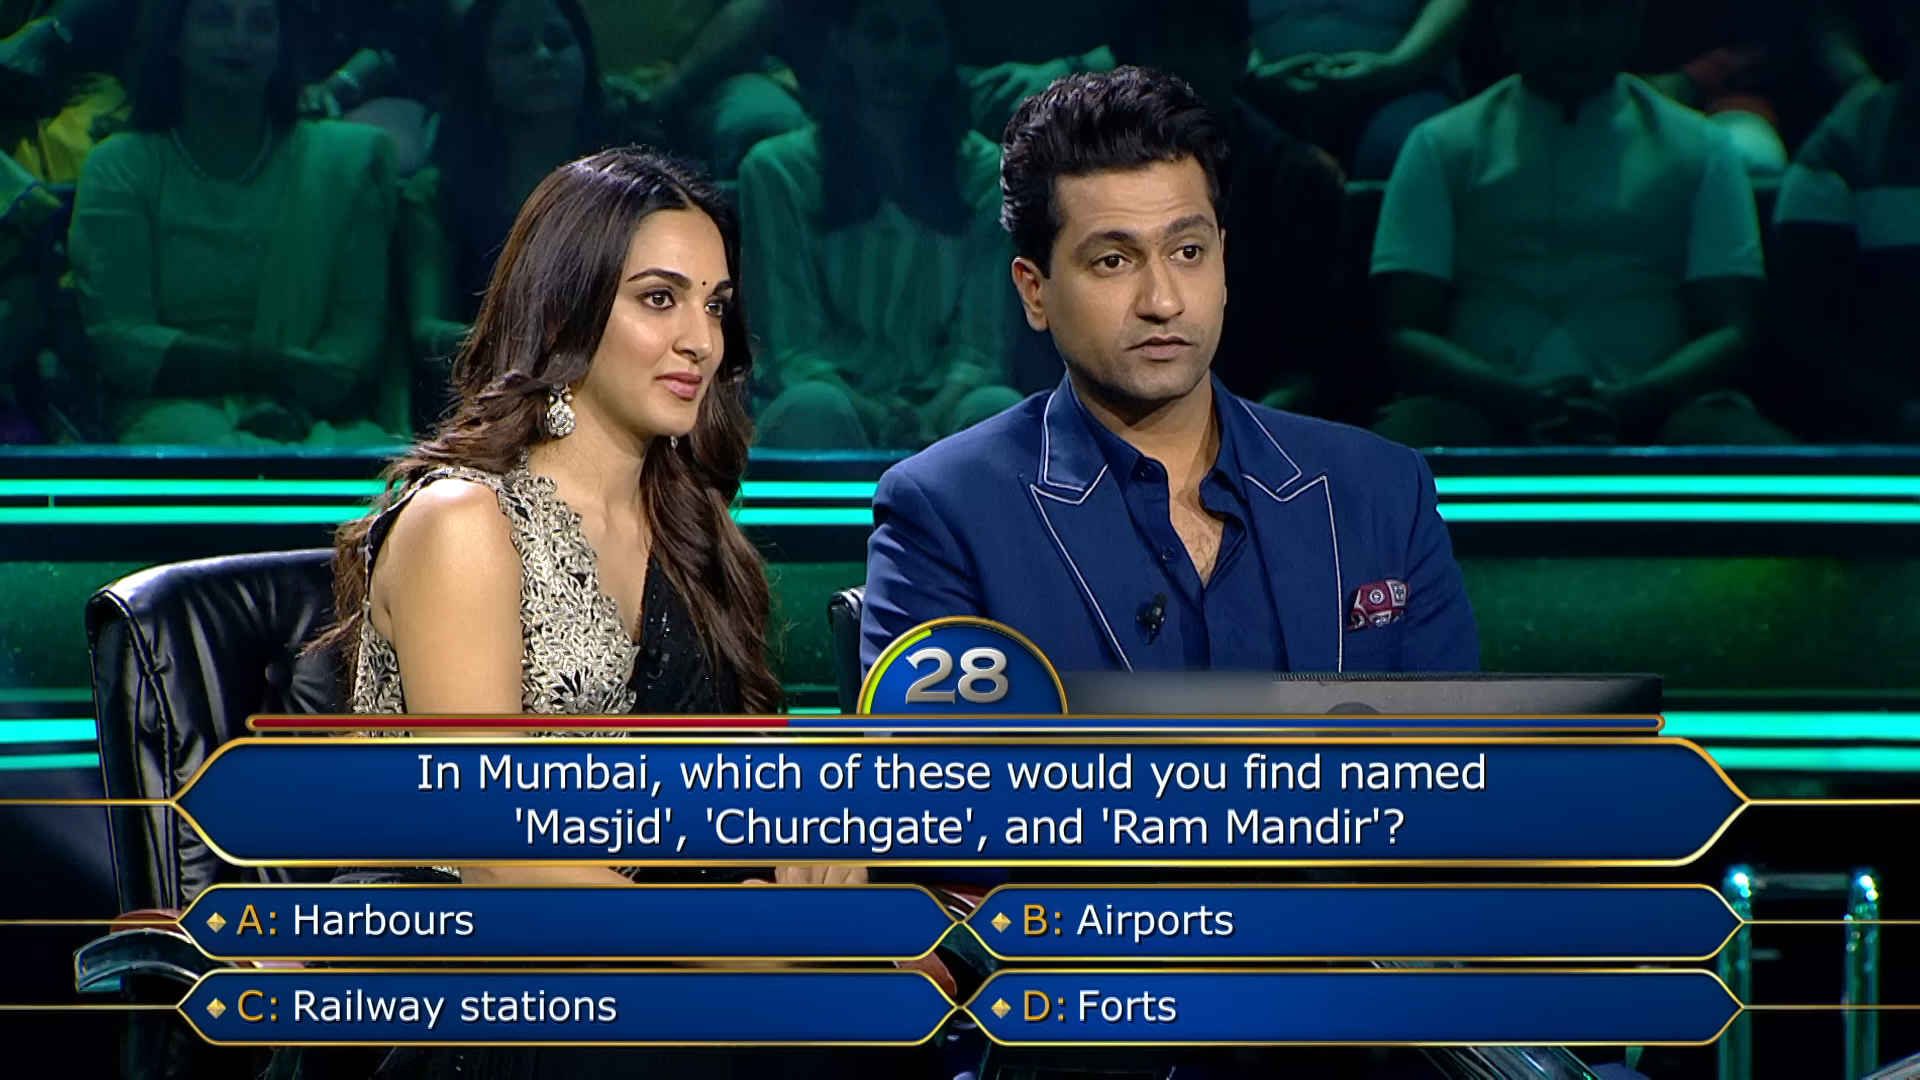 28
In Mumbai, which of these would you find named
'Masjid', 'Churchgate', and 'Ram Mandir'?
A: Harbours
B: Airports
C: Railway stations
D: Forts